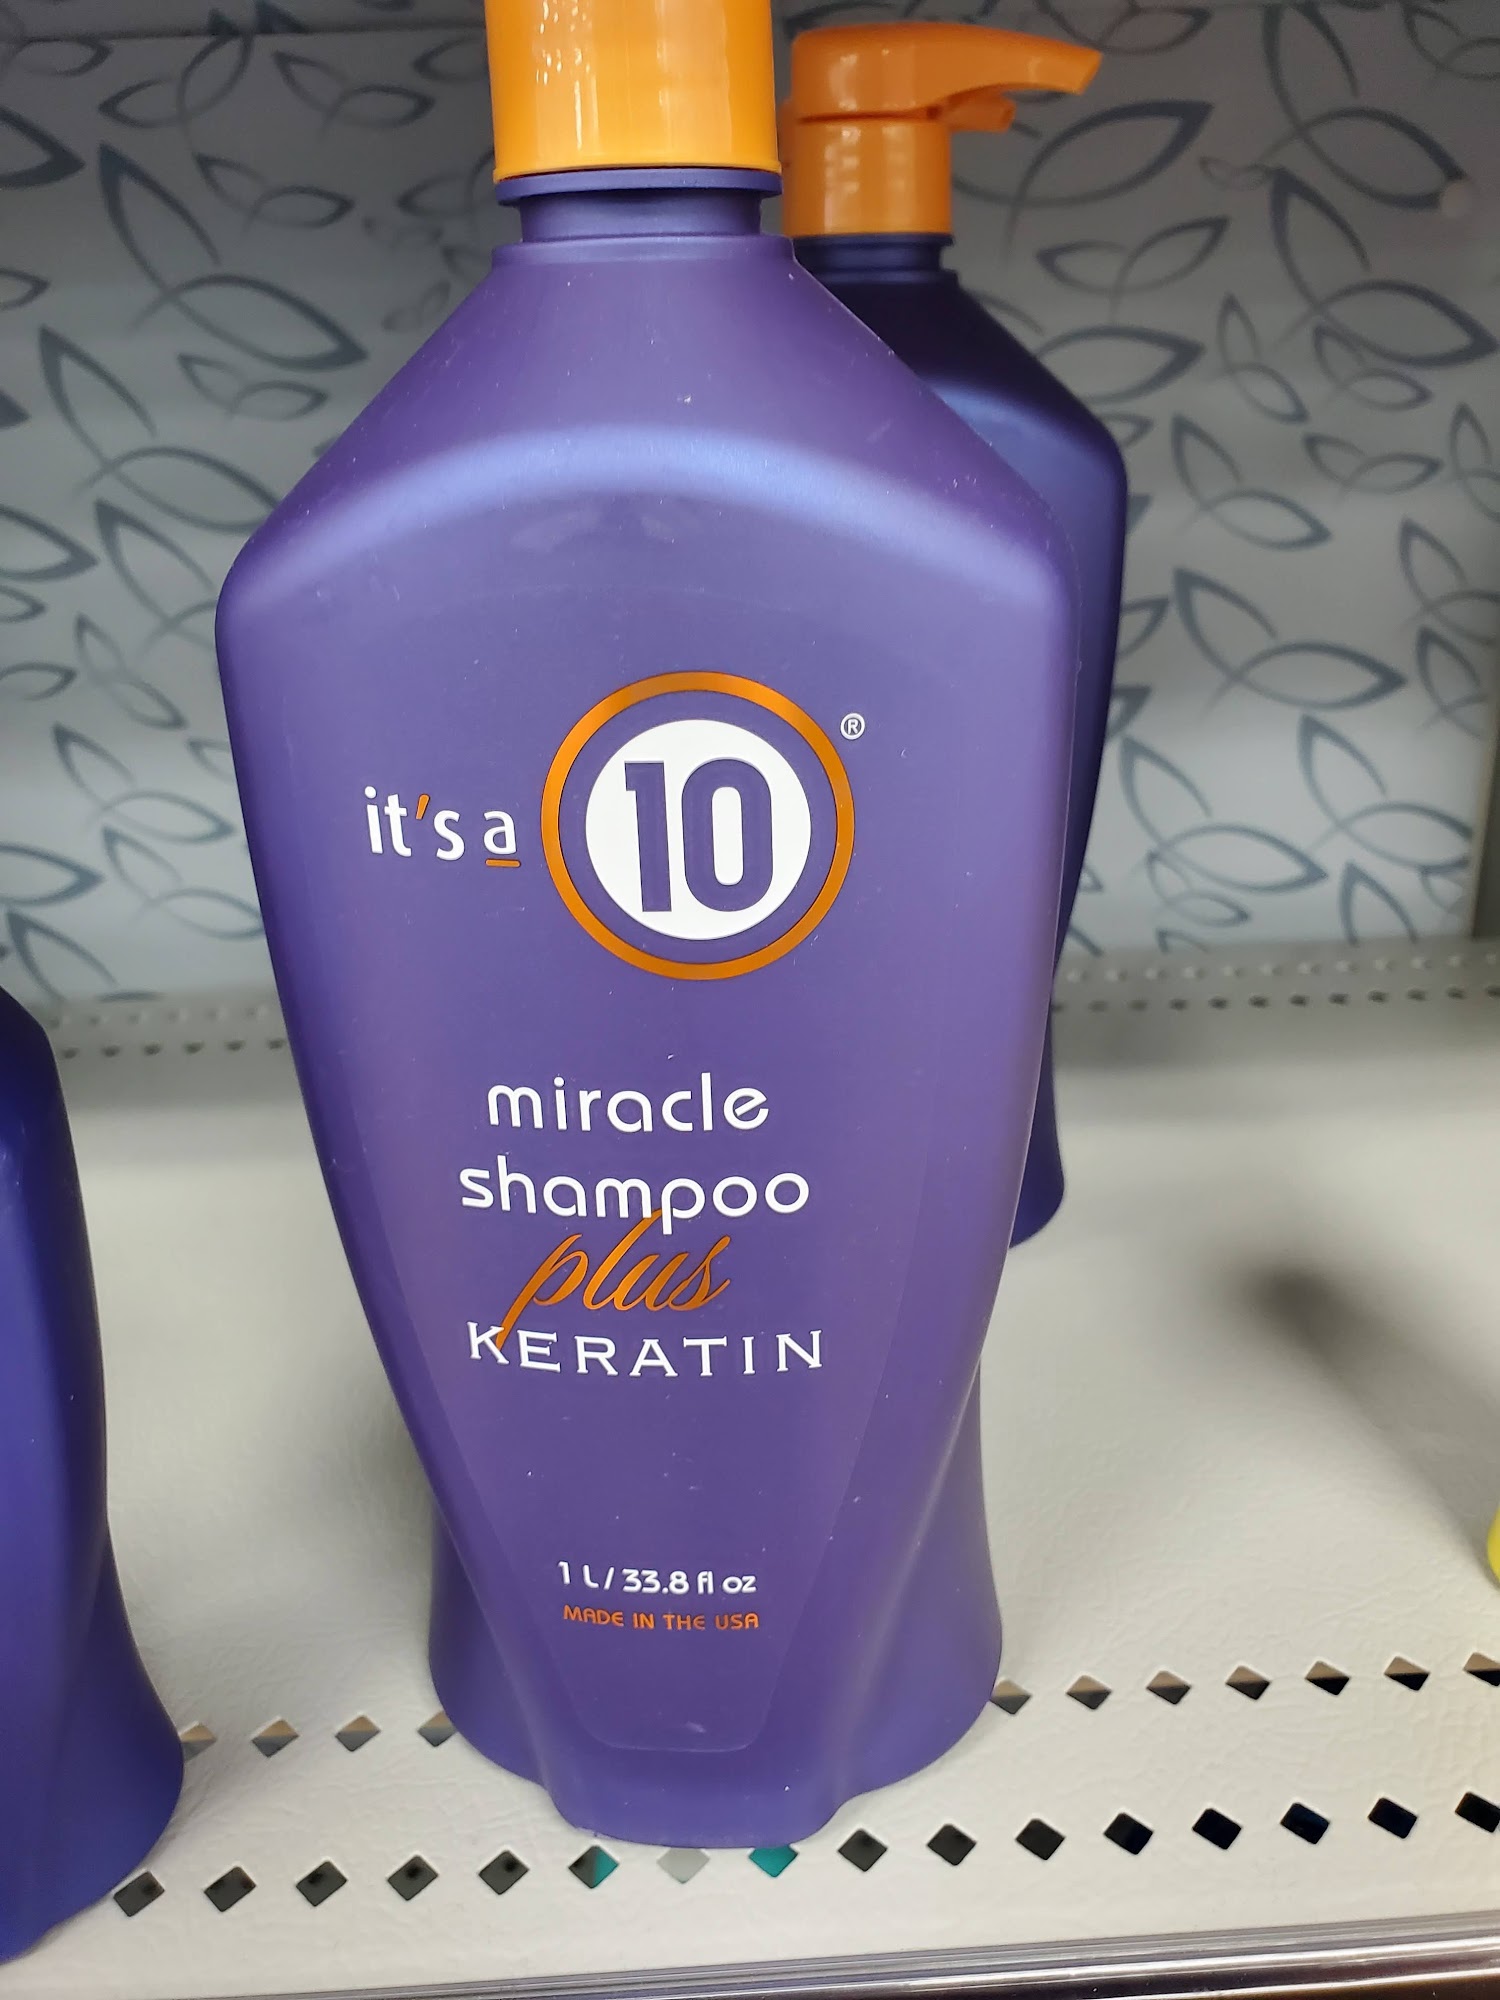 it's a 10®
miracle
shampoo
plus
KERATIN
1 L / 33.8 fl oz
MADE IN THE USA